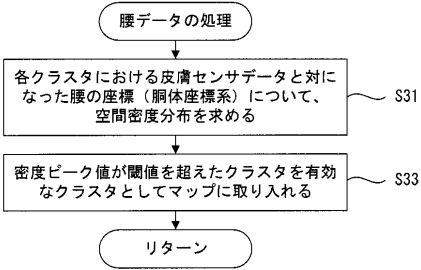 腰データの処理
各クラスタにおける皮膚センサデータと対に
なった腰の座標（胴体座標系）について、
空間密度分布を求める
S31
密度ピーク値が閾値を超えたクラスタを有効
なクラスタとしてマップに取り入れる
S33
リターン